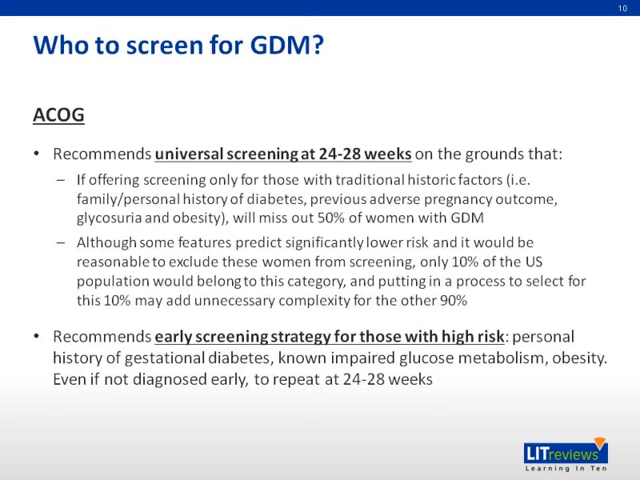 10
Who to screen for GDM?
ACOG
• Recommends universal screening at 24-28 weeks on the grounds that:
– If offering screening only for those with traditional historic factors (i.e.
family/personal history of diabetes, previous adverse pregnancy outcome,
glycosuria and obesity), will miss out 50% of women with GDM
– Although some features predict significantly lower risk and it would be
reasonable to exclude these women from screening, only 10% of the US
population would belong to this category, and putting in a process to select for
this 10% may add unnecessary complexity for the other 90%
• Recommends early screening strategy for those with high risk: personal
history of gestational diabetes, known impaired glucose metabolism, obesity.
Even if not diagnosed early, to repeat at 24-28 weeks
LITreviews
Learning In Ten